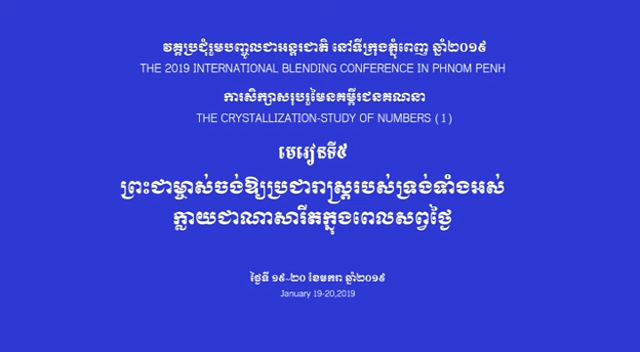 វគ្គប្រជុំរួមបញ្ចូលជាអន្តរជាតិ នៅទីក្រុងភ្នំពេញ ឆ្នាំ២០១៩
THE 2019 INTERNATIONAL BLENDING CONFERENCE IN PHNOM PENH
ការសិក្សាសរុបរួមនៃគម្ពីរជនគណនា
THE CRYSTALLIZATION-STUDY OF NUMBERS (1)
មេរៀនទី៥
ព្រះជាម្ចាស់ចង់ឱ្យប្រជារាស្ត្ររបស់ទ្រង់ទាំងអស់
ក្លាយជាណាសារីតក្នុងពេលសព្វថ្ងៃ
ថ្ងៃទី ១៩-២០ ខែមករា ឆ្នាំ២០១៩
January 19-20,2019